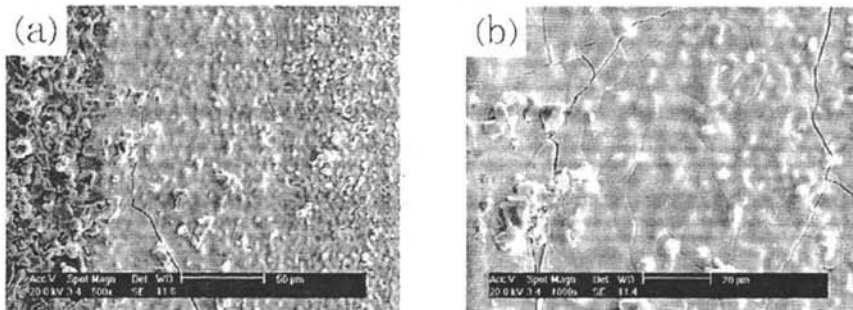 (a)
Acc.V Spot Magn Det WD 50 µm
20.0 kV 3.4 500x SE 11.5
(b)
Acc.V Spot Magn Det WD 20 µm
20.0 kV 3.4 1000x SE 11.4